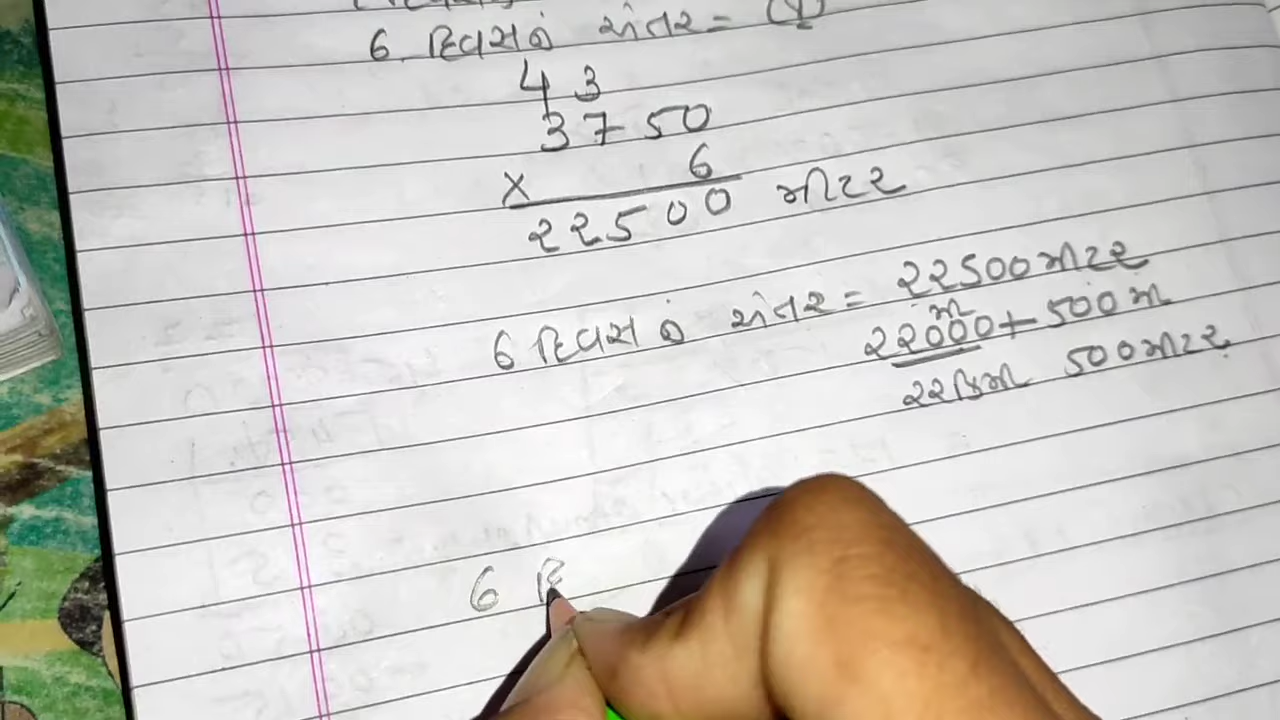 6 દિવસનું અંતર = (?)
4 3
3750
× 6
22500 મીટર
6 દિવસનું અંતર = 22500 મીટર
22000 મી + 500 મી
22 કિમી 500 મીટર
6 દિ